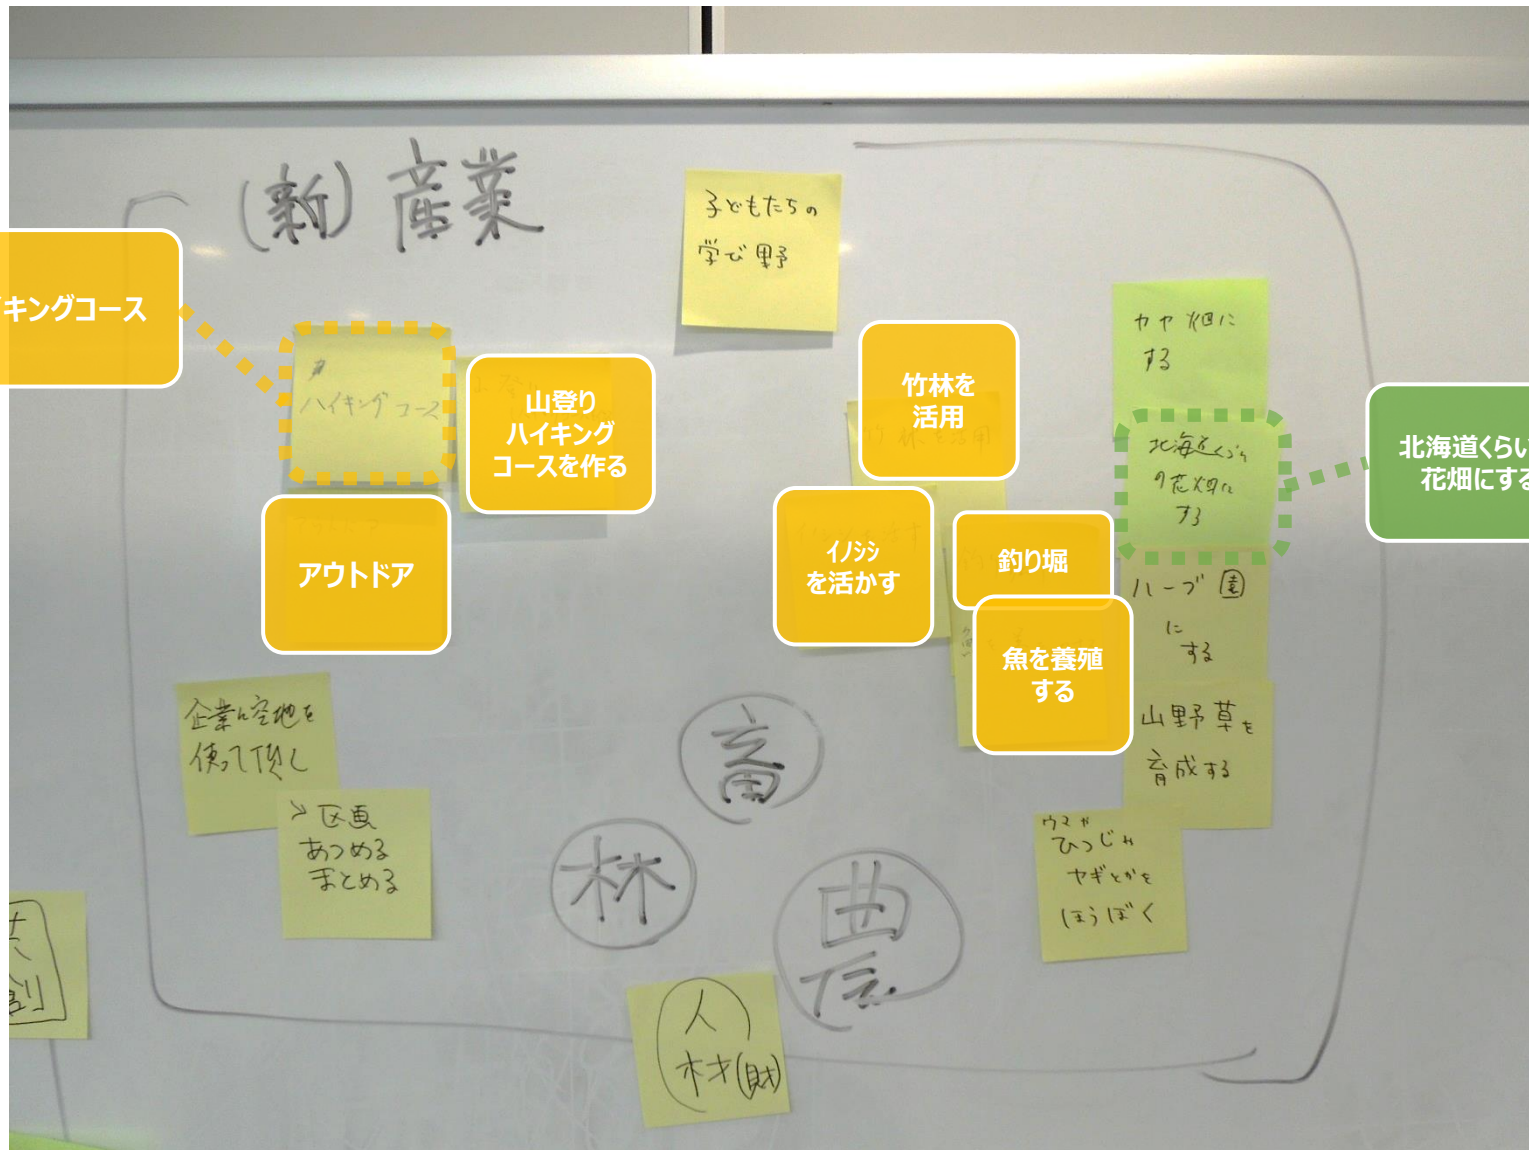 (新)産業
子どもたちの
学び野
キングコース
ハイキングコース
山登り
ハイキング
コースを作る
アウトドア
竹林を
活用
イノシシ
を活かす
釣り堀
魚を養殖
する
カヤ畑に
する
北海道くらい
の花畑に
する
北海道くらい
花畑にする
ハーブ園
に
する
山野草を
育成する
ウマや
ひつじや
ヤギとかを
ほうぼく
企業に空地を
使って頂く
→区画
あつめる
まとめる
畜
林
農
人
材(財)